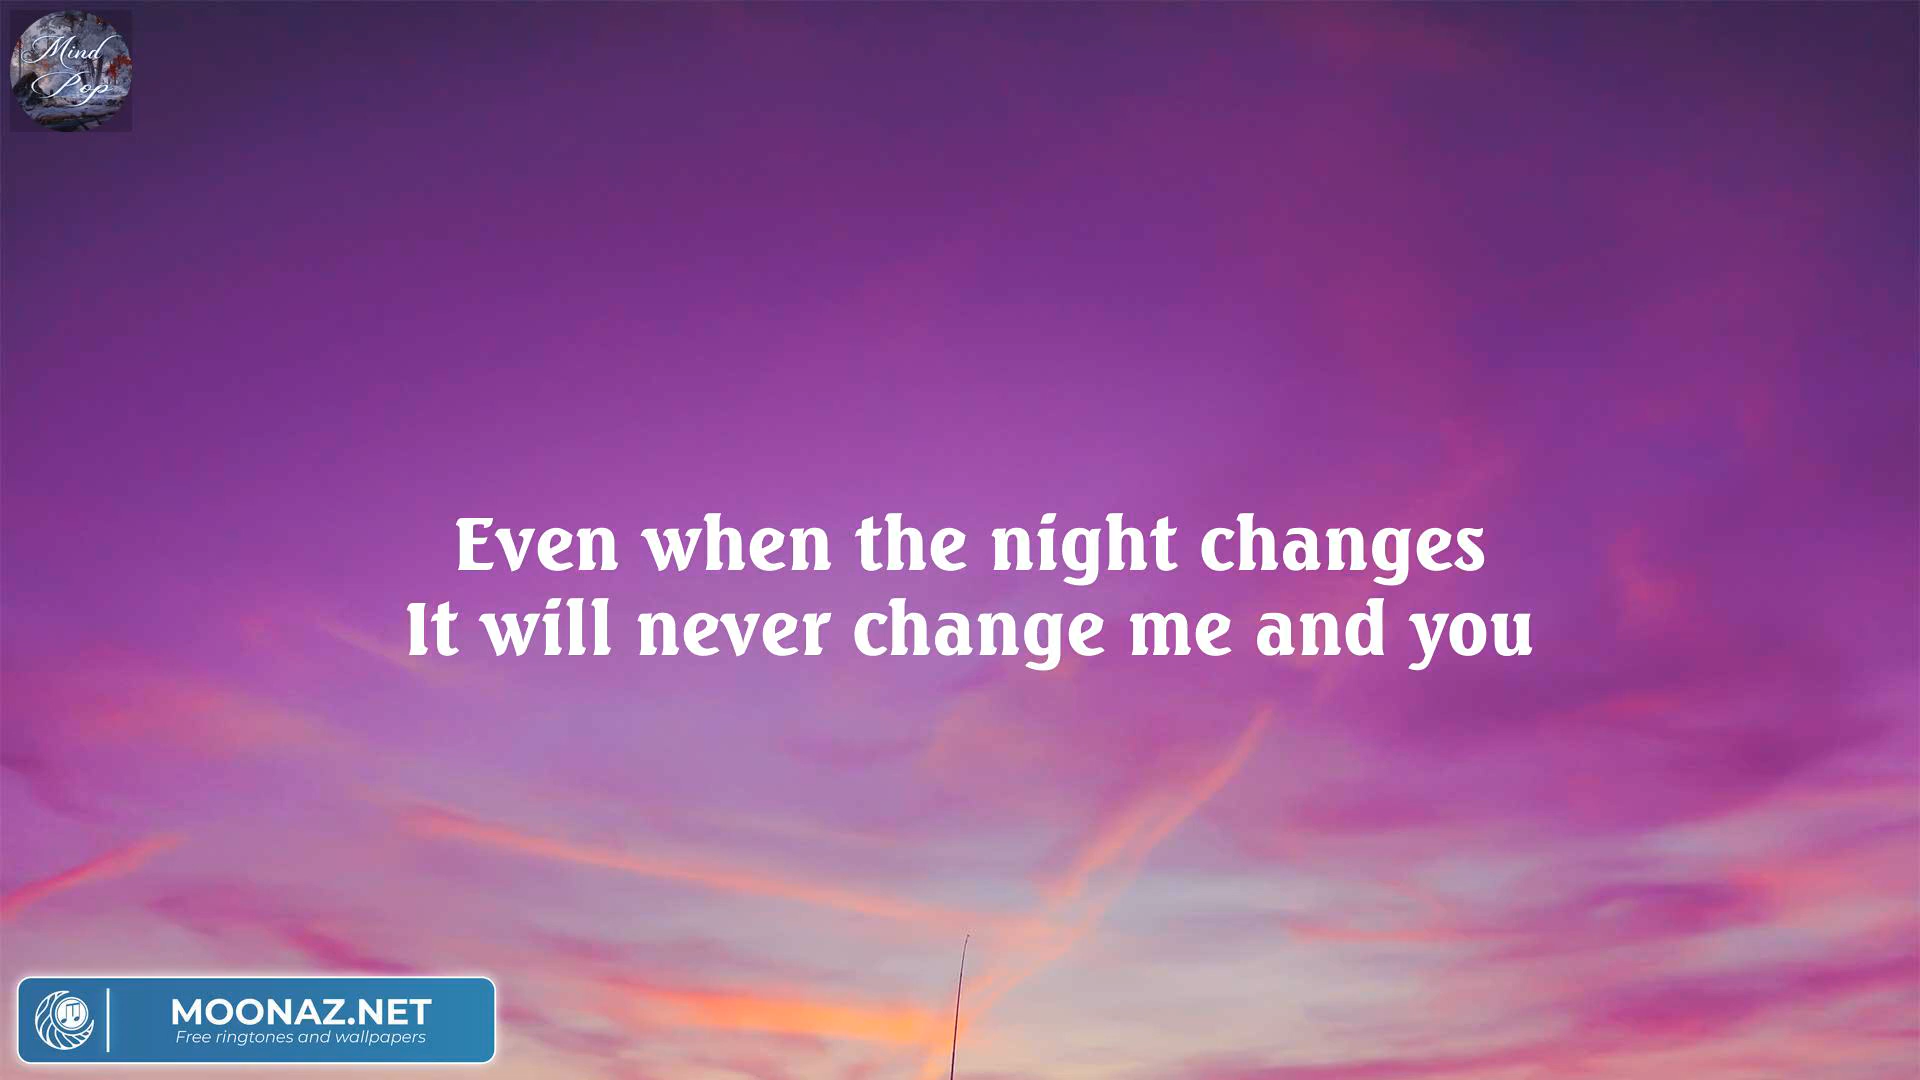 Mind
Pop
Even when the night changes
It will never change me and you
MOONAZ.NET
Free ringtones and wallpapers